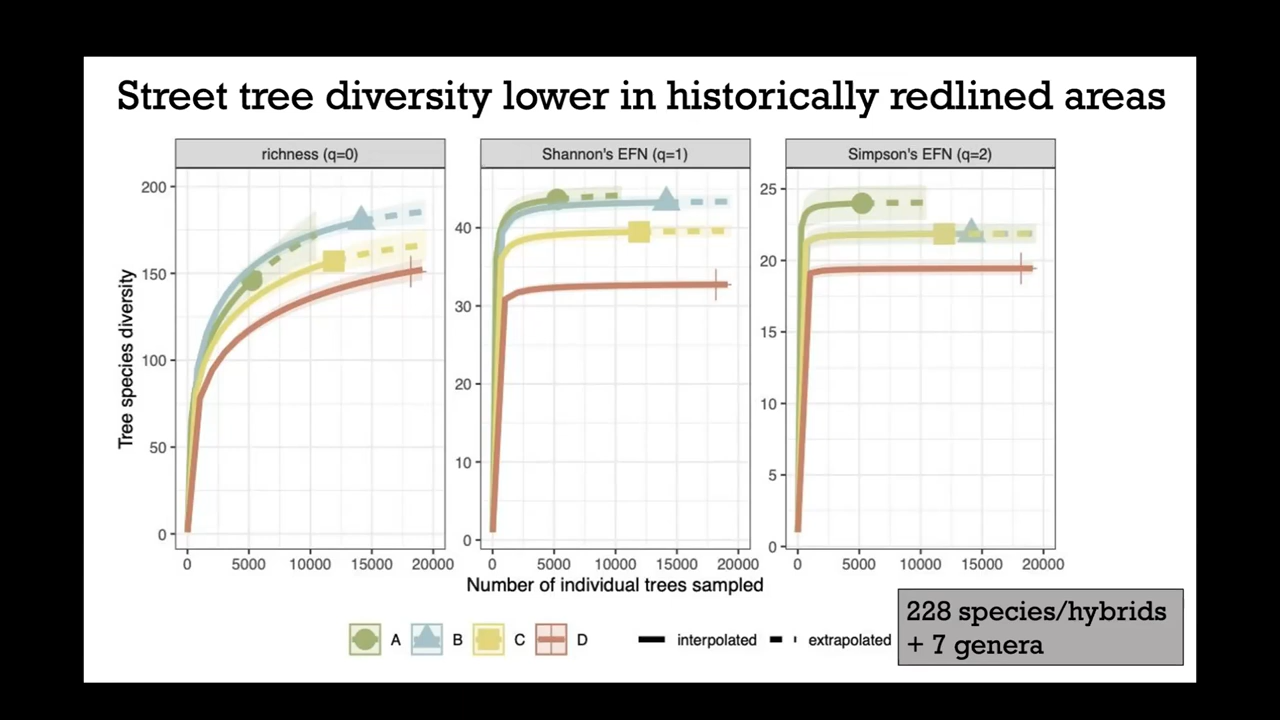 Street tree diversity lower in historically redlined areas
richness (q=0)
Shannon's EFN (q=1)
Simpson's EFN (q=2)
Tree species diversity
200
150
100
50
0
40
30
20
10
0
25
20
15
10
5
0
0 5000 10000 15000 20000
0 5000 10000 15000 20000
0 5000 10000 15000 20000
Number of individual trees sampled
A B C D interpolated extrapolated
228 species/hybrids
+ 7 genera